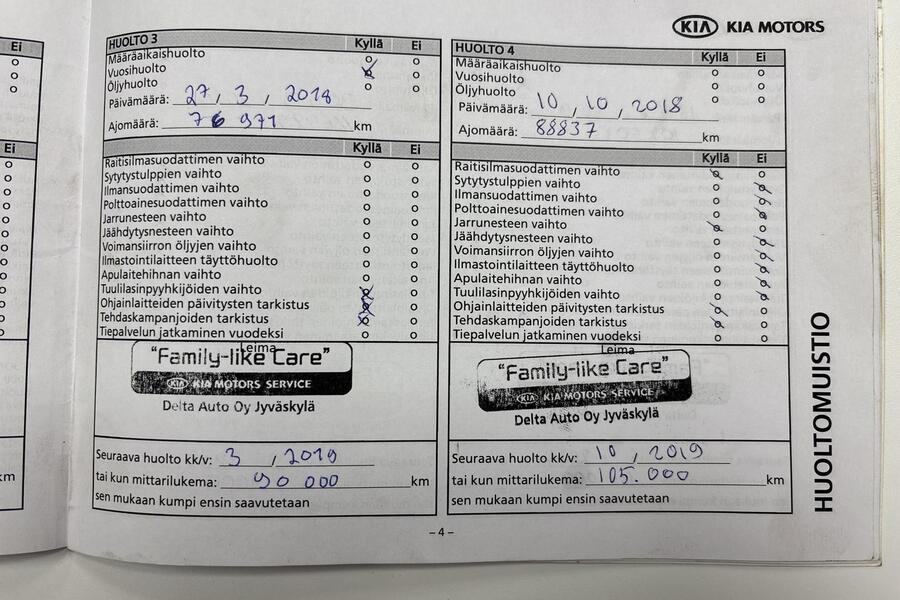 KIA KIA MOTORS
Ei
HUOLTO 3 Kyllä Ei
Määräaikaishuolto
Vuosihuolto
Öljyhuolto
Päivämäärä: 27, 3, 2018
Ajomäärä: 76 971 km
Kyllä Ei
Raitisilmasuodattimen vaihto
Sytytystulppien vaihto
Ilmansuodattimen vaihto
Polttoainesuodattimen vaihto
Jarrunesteen vaihto
Jäähdytysnesteen vaihto
Voimansiirron öljyjen vaihto
Ilmastointilaitteen täyttöhuolto
Apulaitehihnan vaihto
Tuulilasinpyyhkijöiden vaihto
Ohjainlaitteiden päivitysten tarkistus
Tehdaskampanjoiden tarkistus
Tiepalvelun jatkaminen vuodeksi
Leima
"Family-like Care"
KIA KIA MOTORS SERVICE
Delta Auto Oy Jyväskylä
Seuraava huolto kk/v: 3, 2019
tai kun mittarilukema: 90 000 km
sen mukaan kumpi ensin saavutetaan
HUOLTO 4 Kyllä Ei
Määräaikaishuolto
Vuosihuolto
Öljyhuolto
Päivämäärä: 10, 10, 2018
Ajomäärä: 88837 km
Kyllä Ei
Raitisilmasuodattimen vaihto
Sytytystulppien vaihto
Ilmansuodattimen vaihto
Polttoainesuodattimen vaihto
Jarrunesteen vaihto
Jäähdytysnesteen vaihto
Voimansiirron öljyjen vaihto
Ilmastointilaitteen täyttöhuolto
Apulaitehihnan vaihto
Tuulilasinpyyhkijöiden vaihto
Ohjainlaitteiden päivitysten tarkistus
Tehdaskampanjoiden tarkistus
Tiepalvelun jatkaminen vuodeksi
Leima
"Family-like Care"
KIA KIA MOTORS SERVICE
Delta Auto Oy Jyväskylä
Seuraava huolto kk/v: 10, 2019
tai kun mittarilukema: 105.000 km
sen mukaan kumpi ensin saavutetaan
Ei
km
HUOLTOMUISTIO
– 4 –